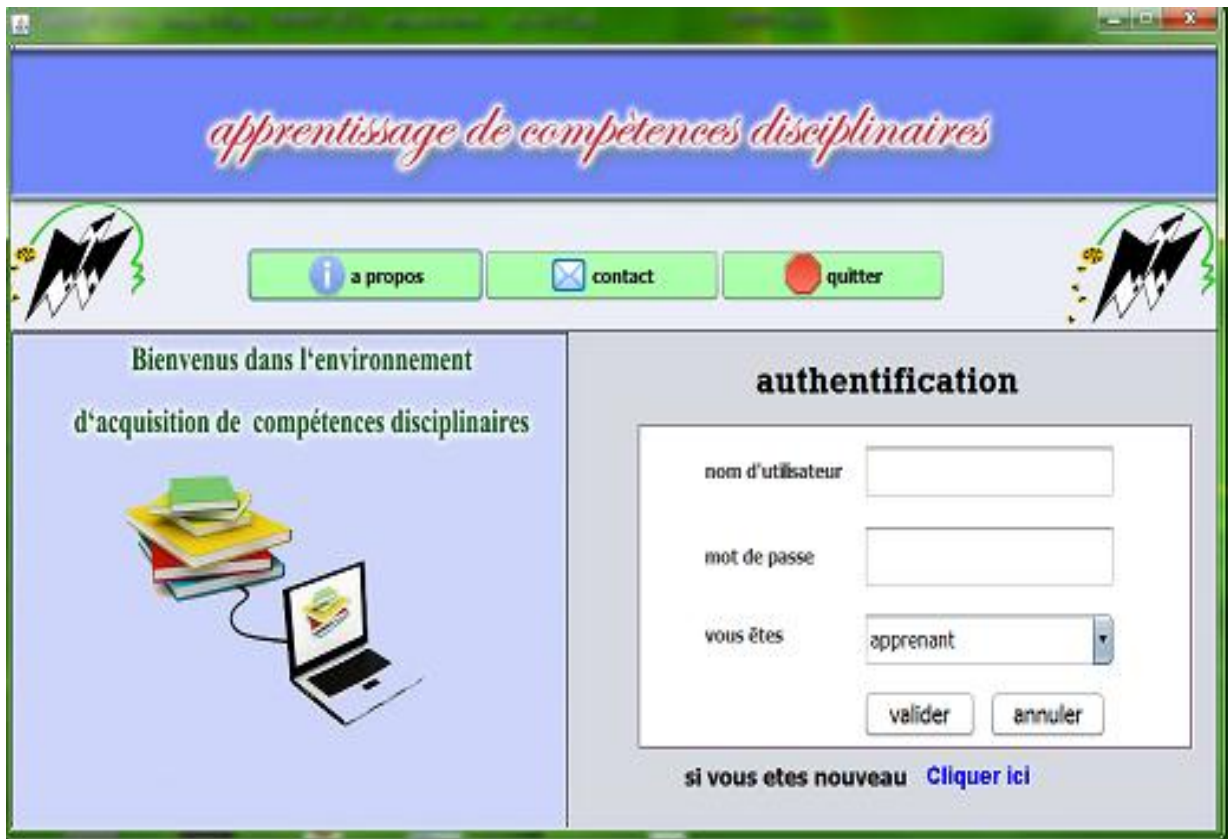 apprentissage de compètences disciplinaires
a propos
contact
quitter
Bienvenus dans l‘environnement
d‘acquisition de compétences disciplinaires
authentification
nom d'utilisateur
mot de passe
vous êtes
apprenant
valider
annuler
si vous etes nouveau Cliquer ici